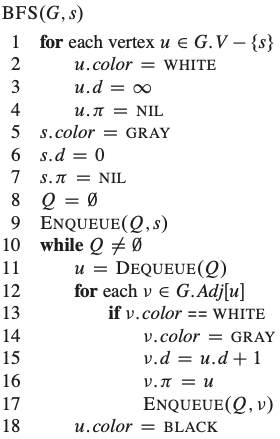 BFS(G, s)
1 for each vertex u ∈ G.V − {s}
2 u.color = WHITE
3 u.d = ∞
4 u.π = NIL
5 s.color = GRAY
6 s.d = 0
7 s.π = NIL
8 Q = ∅
9 ENQUEUE(Q, s)
10 while Q ≠ ∅
11 u = DEQUEUE(Q)
12 for each v ∈ G.Adj[u]
13 if v.color == WHITE
14 v.color = GRAY
15 v.d = u.d + 1
16 v.π = u
17 ENQUEUE(Q, v)
18 u.color = BLACK